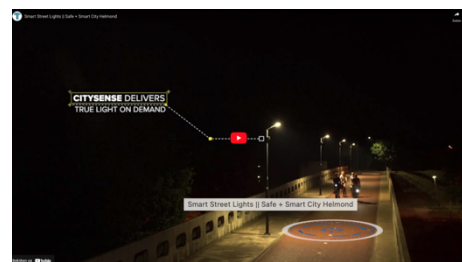 Smart Street Lights || Safe + Smart City Helmond
CITYSENSE DELIVERS
TRUE LIGHT ON DEMAND
Smart Street Lights || Safe + Smart City Helmond
YouTube